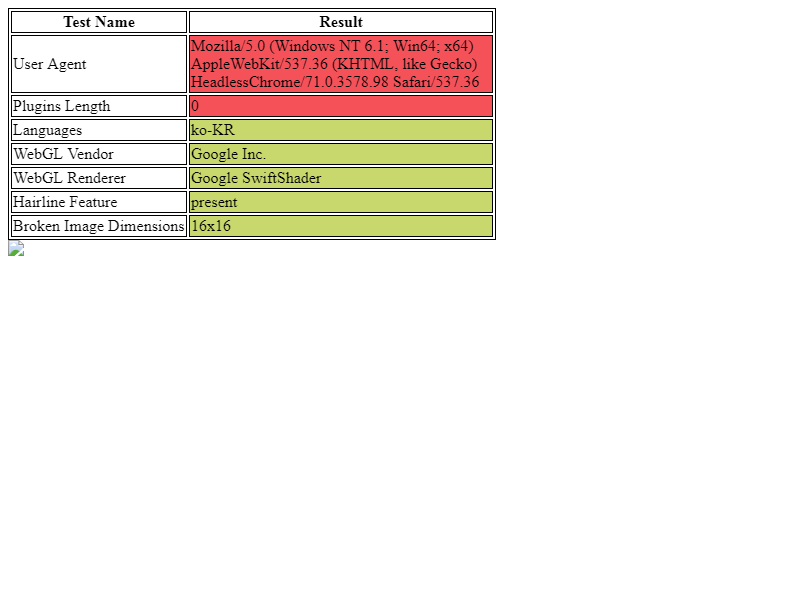 Test Name Result
User Agent
Mozilla/5.0 (Windows NT 6.1; Win64; x64)
AppleWebKit/537.36 (KHTML, like Gecko)
HeadlessChrome/71.0.3578.98 Safari/537.36
Plugins Length 0
Languages ko-KR
WebGL Vendor Google Inc.
WebGL Renderer Google SwiftShader
Hairline Feature present
Broken Image Dimensions 16x16